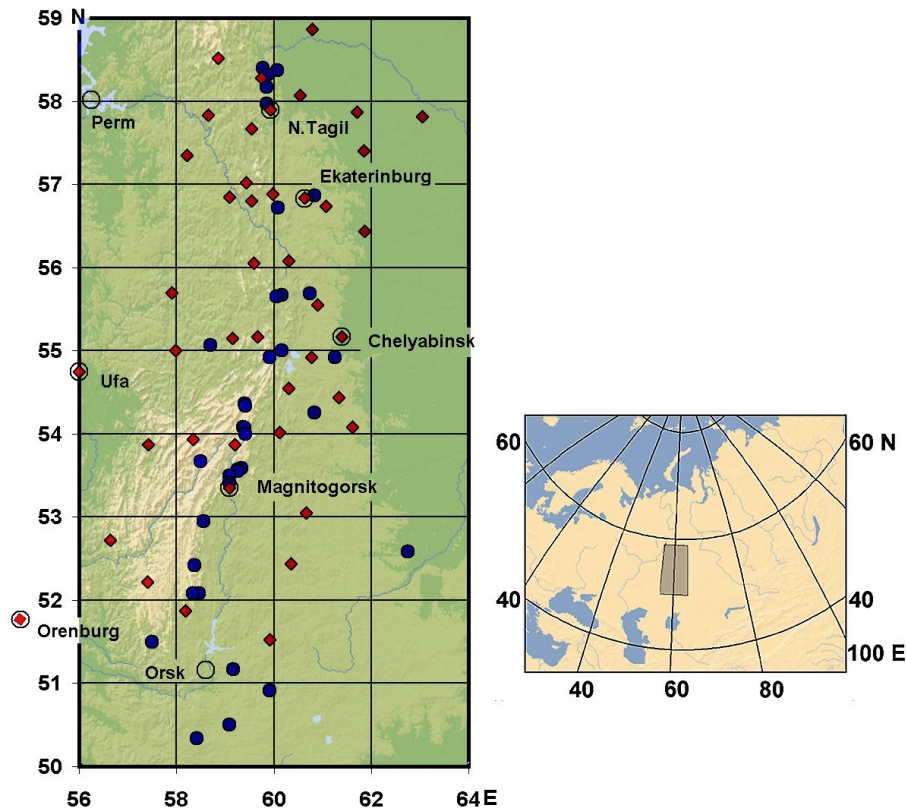 59 N
58
Perm
N.Tagil
Ekaterinburg
57
56
55
Chelyabinsk
Ufa
54
Magnitogorsk
53
52
Orenburg
Orsk
51
50
56 58 60 62 64 E
60 60 N
40 40
100 E
40 60 80